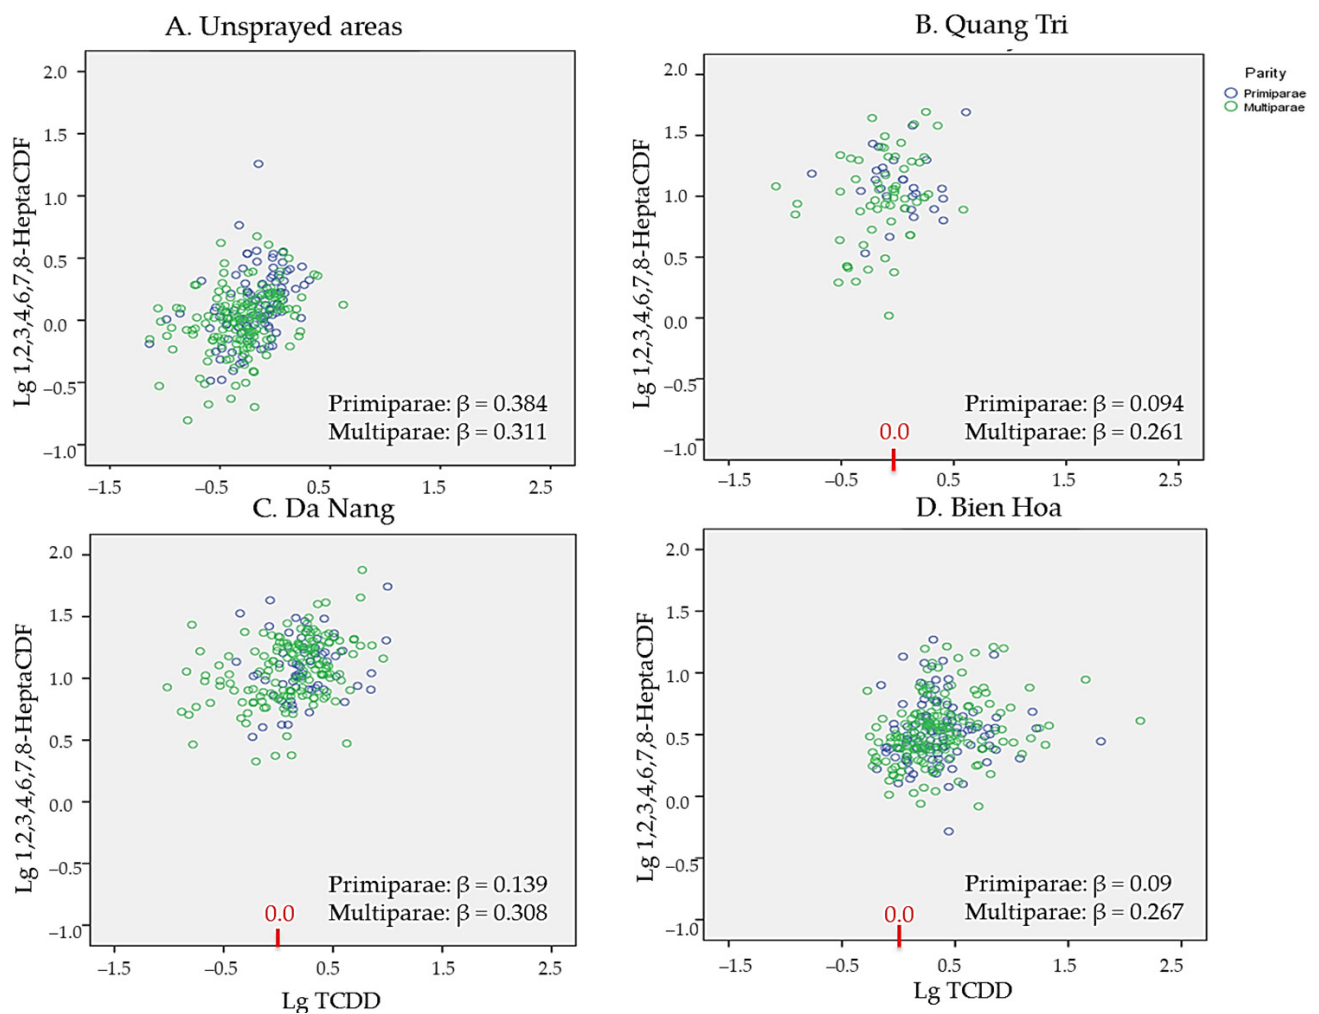 A. Unsprayed areas
Lg 1,2,3,4,6,7,8-HeptaCDF
2.0
1.5
1.0
0.5
0.0
−0.5
−1.0
Primiparae: β = 0.384
Multiparae: β = 0.311
−1.5
−0.5
0.5
1.5
2.5
B. Quang Tri
Lg 1,2,3,4,6,7,8-HeptaCDF
2.0
1.5
1.0
0.5
0.0
−0.5
−1.0
Primiparae: β = 0.094
0.0
Multiparae: β = 0.261
−1.5
−0.5
0.5
1.5
2.5
Parity
Primiparae
Multiparae
C. Da Nang
Lg 1,2,3,4,6,7,8-HeptaCDF
2.0
1.5
1.0
0.5
0.0
−0.5
−1.0
Primiparae: β = 0.139
0.0
Multiparae: β = 0.308
−1.5
−0.5
0.5
1.5
2.5
Lg TCDD
D. Bien Hoa
Lg 1,2,3,4,6,7,8-HeptaCDF
2.0
1.5
1.0
0.5
0.0
−0.5
−1.0
Primiparae: β = 0.09
0.0
Multiparae: β = 0.267
−1.5
−0.5
0.5
1.5
2.5
Lg TCDD